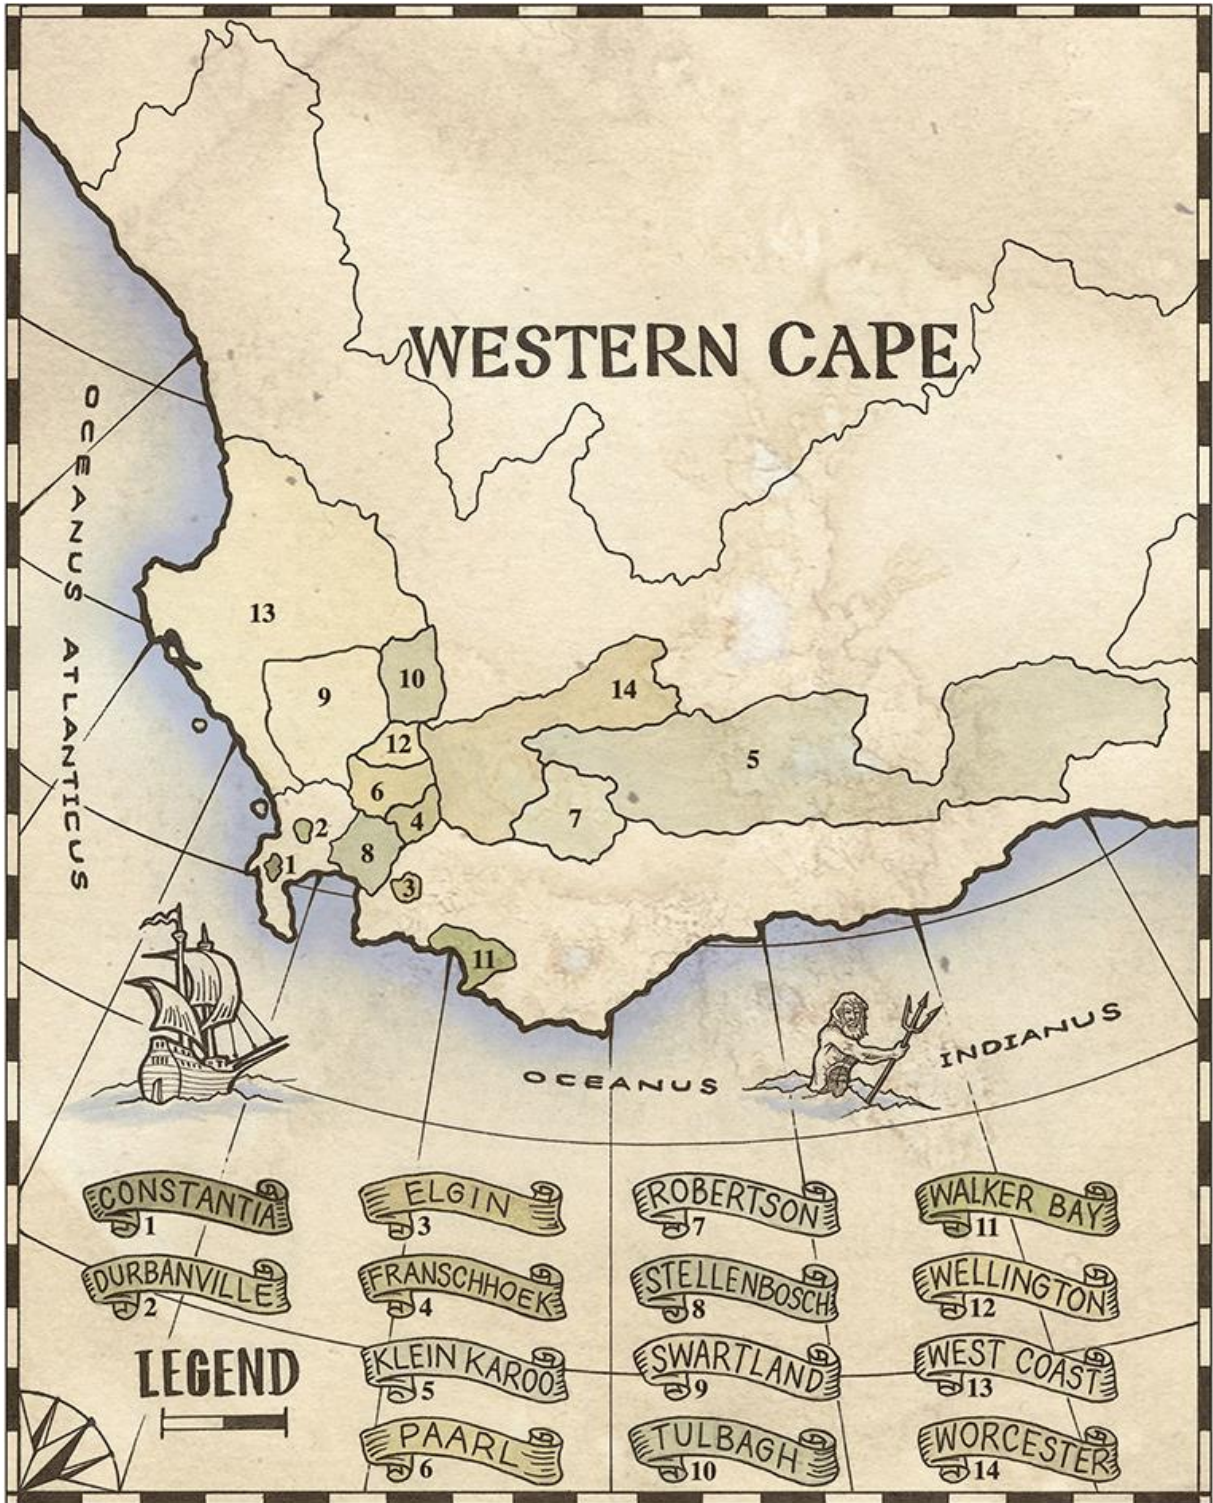 WESTERN CAPE
OCEANUS ATLANTICUS
13
10
9
14
12
5
6
4
7
2
8
1
3
11
OCEANUS INDIANUS
CONSTANTIA
1
DURBANVILLE
2
LEGEND
ELGIN
3
FRANSCHHOEK
4
KLEIN KAROO
5
PAARL
6
ROBERTSON
7
STELLENBOSCH
8
SWARTLAND
9
TULBAGH
10
WALKER BAY
11
WELLINGTON
12
WEST COAST
13
WORCESTER
14